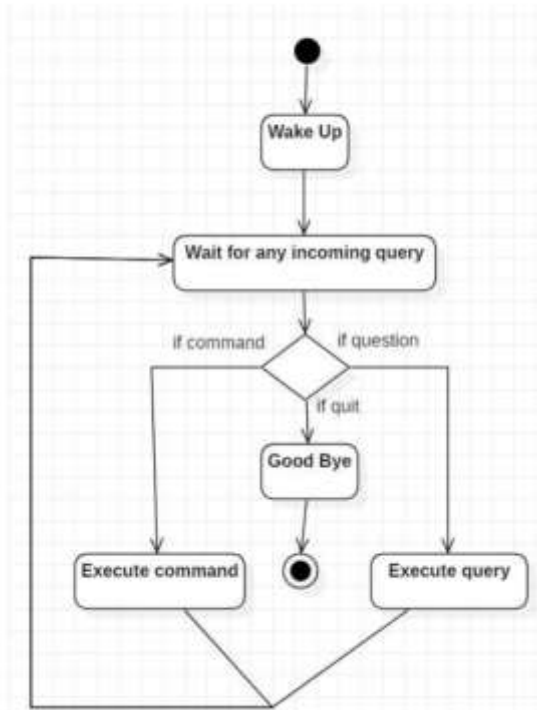 Wake Up
Wait for any incoming query
if command
if question
if quit
Good Bye
Execute command
Execute query